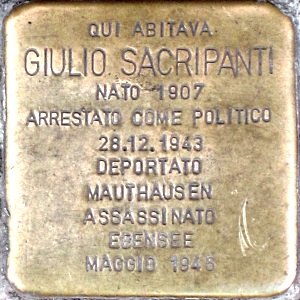 QUI ABITAVA
GIULIO SACRIPANTI
NATO 1907
ARRESTATO COME POLITICO
28.12.1943
DEPORTATO
MAUTHAUSEN
ASSASSINATO
EBENSEE
MAGGIO 1945